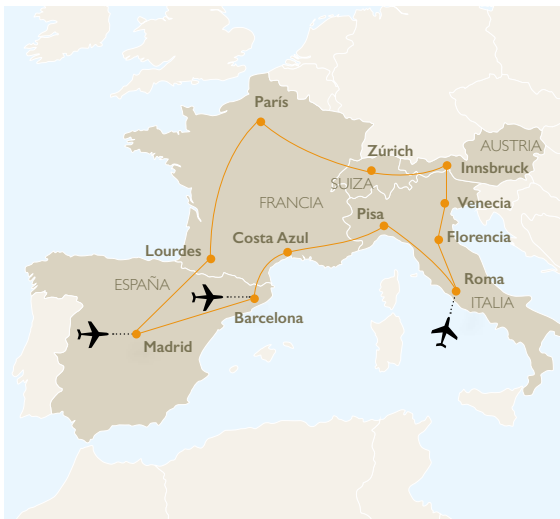 París
Zúrich
AUSTRIA
Innsbruck
SUIZA
FRANCIA
Venecia
Pisa
Costa Azul
Florencia
Lourdes
Roma
ESPAÑA
ITALIA
Barcelona
Madrid